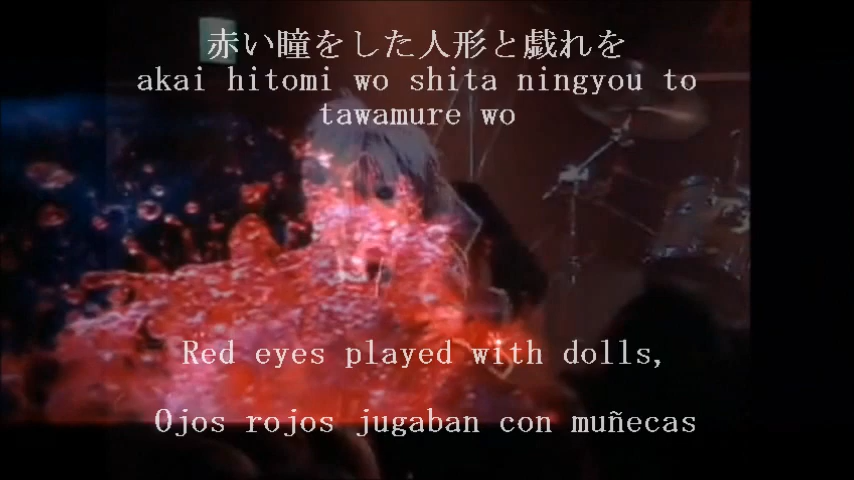 赤い瞳をした人形と戯れを
akai hitomi wo shita ningyou to
tawamure wo
Red eyes played with dolls,
Ojos rojos jugaban con muñecas